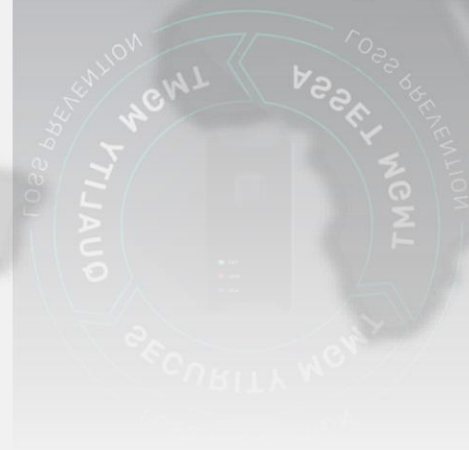 LOSS PREVENTION
LOSS PREVENTION
QUALITY MGMT
ASSET MGMT
SECURITY MGMT